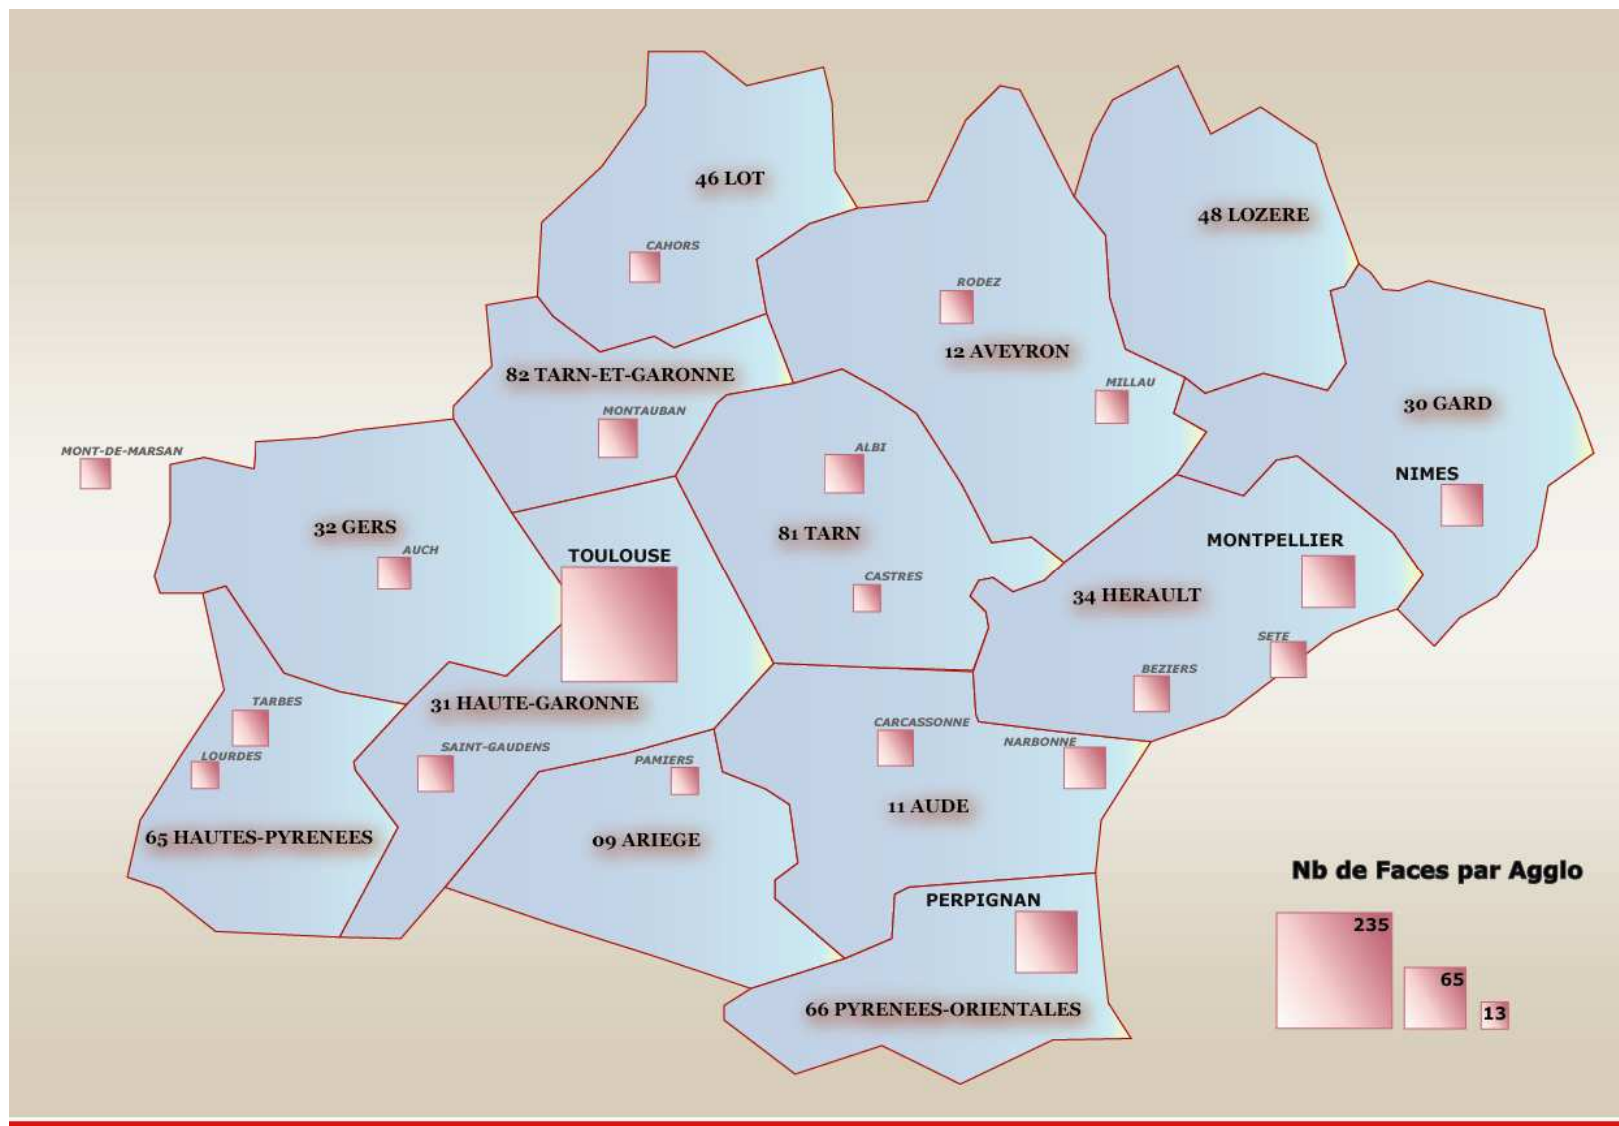 46 LOT
48 LOZERE
CAHORS
RODEZ
12 AVEYRON
82 TARN-ET-GARONNE
MILLAU
30 GARD
MONTAUBAN
ALBI
MONT-DE-MARSAN
NIMES
32 GERS
81 TARN
MONTPELLIER
AUCH
TOULOUSE
CASTRES
34 HERAULT
SETE
BEZIERS
TARBES
31 HAUTE-GARONNE
CARCASSONNE
NARBONNE
LOURDES
SAINT-GAUDENS
PAMIERS
11 AUDE
65 HAUTES-PYRENEES
09 ARIEGE
Nb de Faces par Agglo
PERPIGNAN
235
65
13
66 PYRENEES-ORIENTALES